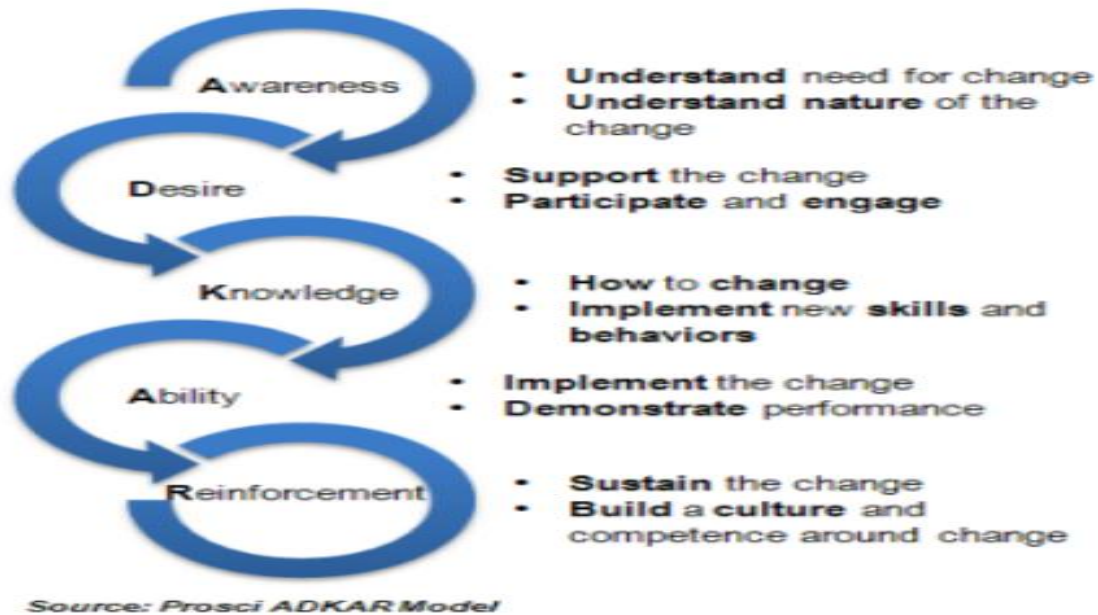 Awareness
• Understand need for change
• Understand nature of the
change
Desire
• Support the change
• Participate and engage
Knowledge
• How to change
• Implement new skills and
behaviors
Ability
• Implement the change
• Demonstrate performance
Reinforcement
• Sustain the change
• Build a culture and
competence around change
Source: Prosci ADKAR Model